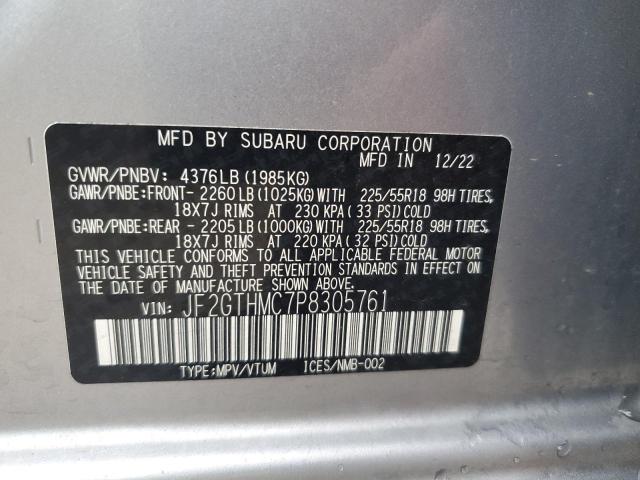 MFD BY SUBARU CORPORATION
MFD IN 12/22
GVWR/PNBV: 4376LB (1985KG)
GAWR/PNBE:FRONT- 2260LB (1025KG)WITH 225/55R18 98H TIRES,
18X7J RIMS AT 230 KPA (33 PSI)COLD
GAWR/PNBE:REAR - 2205LB (1000KG)WITH 225/55R18 98H TIRES,
18X7J RIMS AT 220 KPA (32 PSI)COLD
THIS VEHICLE CONFORMS TO ALL APPLICABLE FEDERAL MOTOR
VEHICLE SAFETY AND THEFT PREVENTION STANDARDS IN EFFECT ON
THE DATE OF MANUFACTURE SHOWN ABOVE.
VIN: JF2GTHMC7P8305761
TYPE:MPV/VTUM ICES/NMB-002